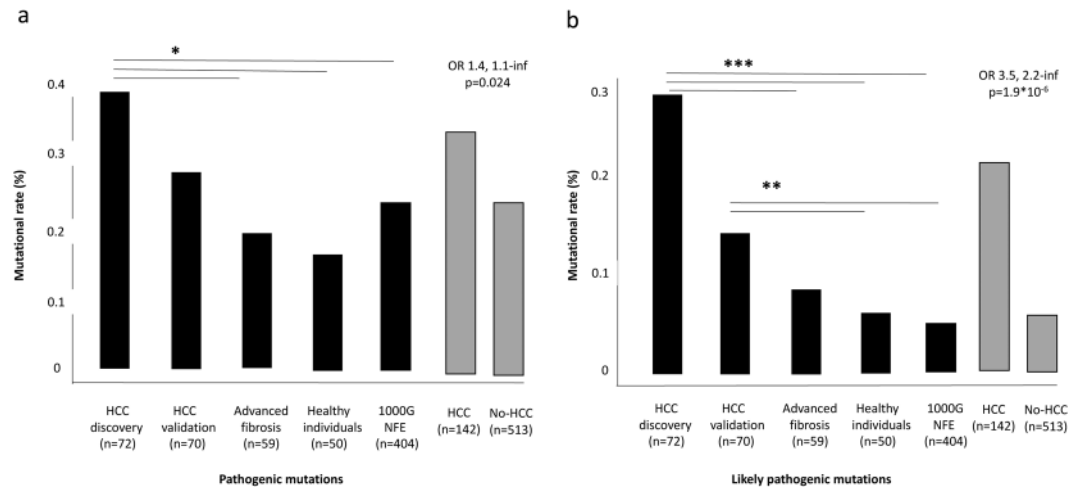 a
*
OR 1.4, 1.1-inf
p=0.024
0.4
0.3
0.2
0.1
0
Mutational rate (%)
HCC discovery (n=72)
HCC validation (n=70)
Advanced fibrosis (n=59)
Healthy individuals (n=50)
1000G NFE (n=404)
HCC (n=142)
No-HCC (n=513)
Pathogenic mutations
b
***
**
OR 3.5, 2.2-inf
p=1.9*10⁻⁶
0.3
0.2
0.1
0
Mutational rate (%)
HCC discovery (n=72)
HCC validation (n=70)
Advanced fibrosis (n=59)
Healthy individuals (n=50)
1000G NFE (n=404)
HCC (n=142)
No-HCC (n=513)
Likely pathogenic mutations